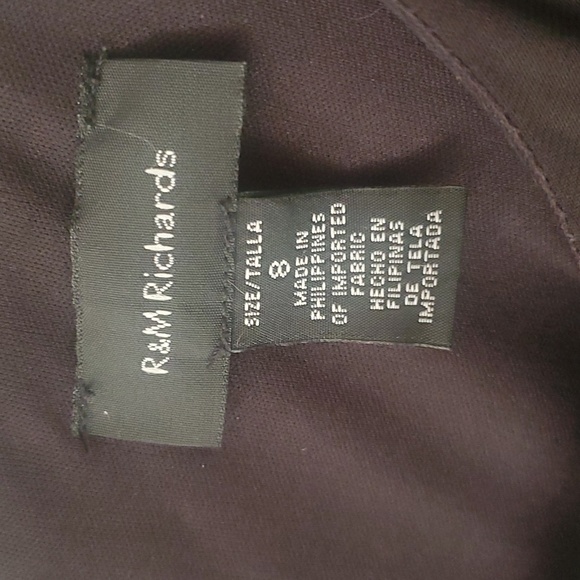 R&M Richards
SIZE/TALLA
8
MADE IN
PHILIPPINES
OF IMPORTED
FABRIC
HECHO EN
FILIPINAS
DE TELA
IMPORTADA